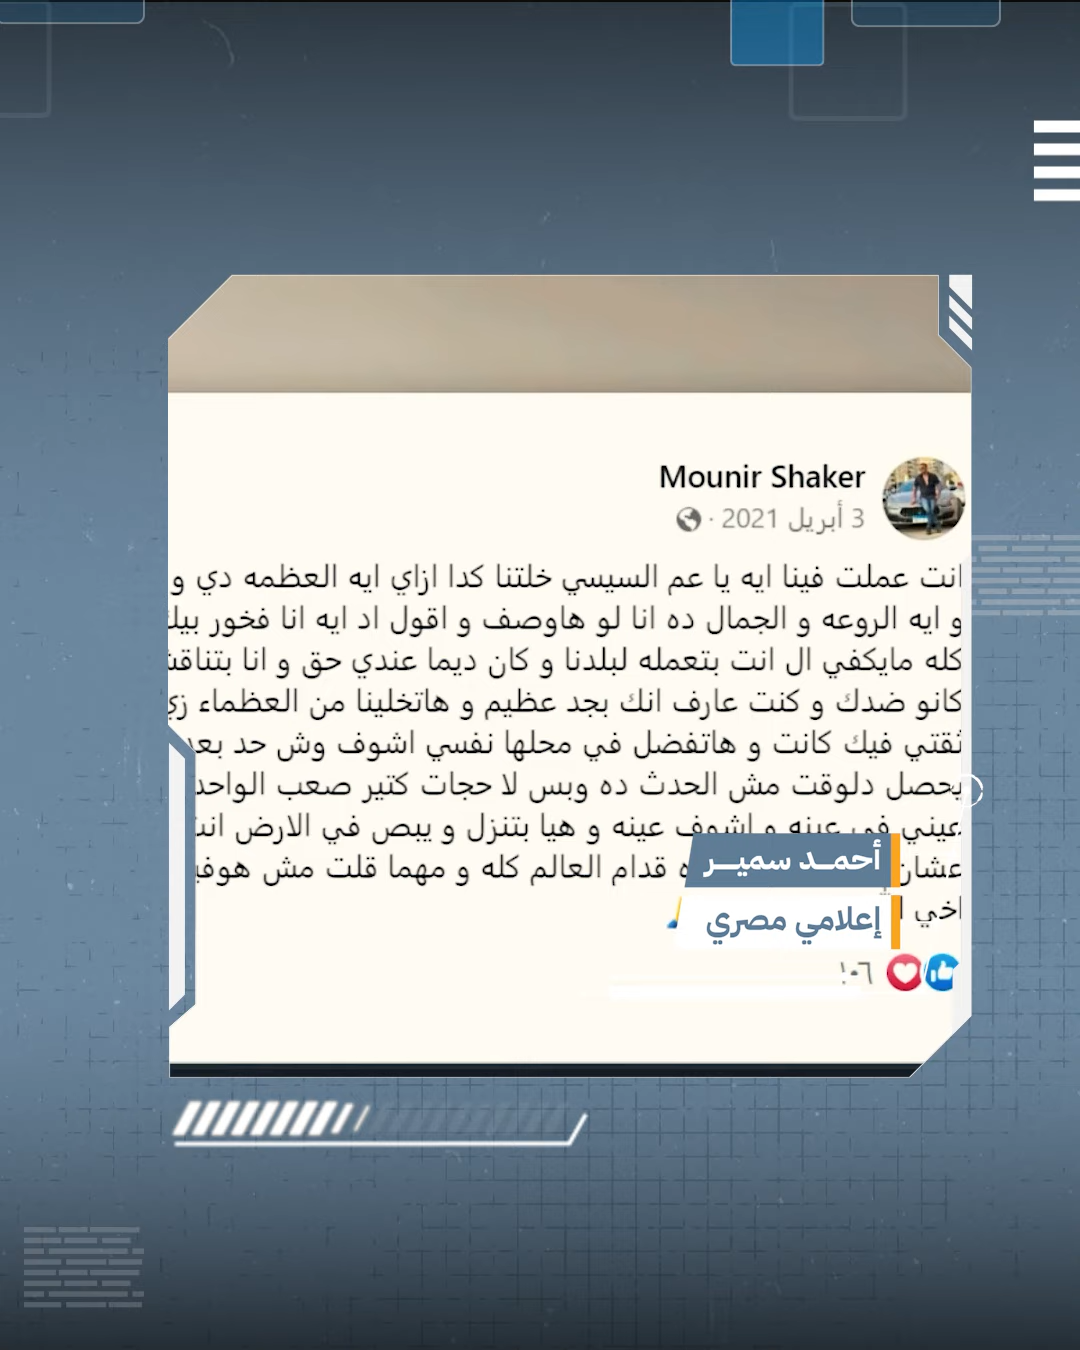 Mounir Shaker
3 أبريل 2021
انت عملت فينا ايه يا عم السيسي خلتنا كدا ازاي ايه العظمه دي و
و ايه الروعه و الجمال ده انا لو هاوصف و اقول اد ايه انا فخور
كله مايكفي ال انت بتعمله لبلدنا و كان ديما عندي حق و انا
كانو ضدك و كنت عارف انك بجد عظيم و هاتخلينا من العظماء
ثقتي فيك كانت و هاتفضل في محلها نفسي اشوف وش حد
يحصل دلوقت مش الحدث ده وبس لا حجات كتير صعب الواحد
عيني في عينه و اشوف عينه و هيا بتنزل و يبص في الارض
عشان قدام العالم كله و مهما قلت مش
اخي
أحمد سمير
إعلامي مصري
١٠٦